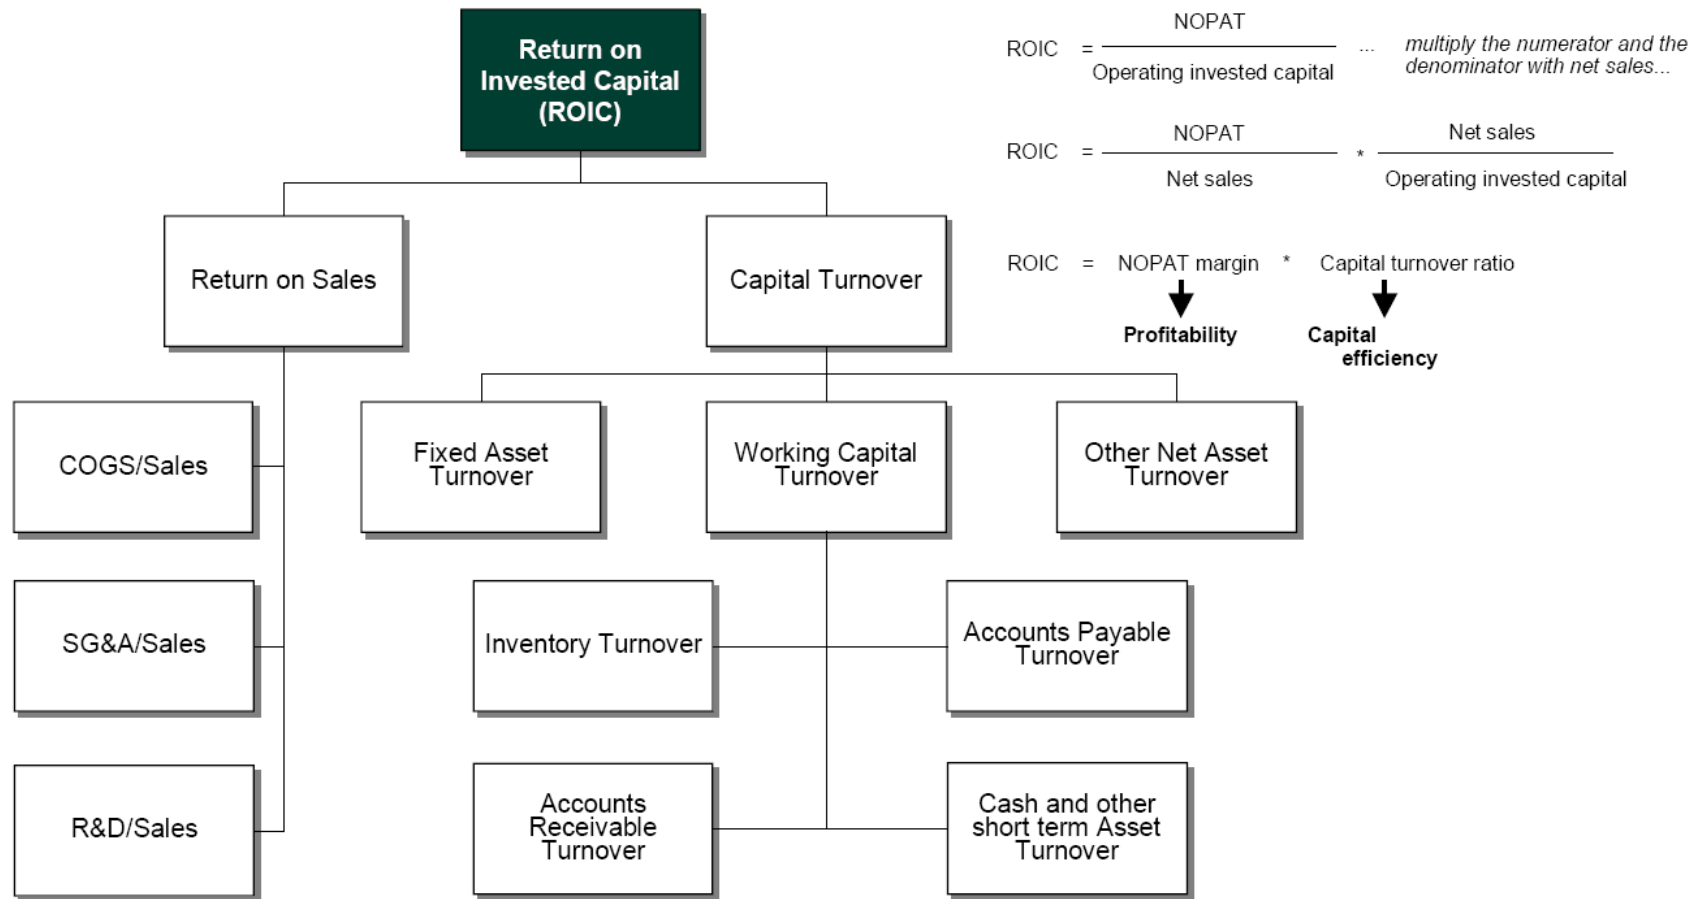 Return on
Invested Capital
(ROIC)
Return on Sales
Capital Turnover
COGS/Sales
Fixed Asset
Turnover
Working Capital
Turnover
Other Net Asset
Turnover
SG&A/Sales
Inventory Turnover
Accounts Payable
Turnover
R&D/Sales
Accounts
Receivable
Turnover
Cash and other
short term Asset
Turnover
NOPAT
ROIC = ... multiply the numerator and the
Operating invested capital denominator with net sales...
NOPAT Net sales
ROIC = *
Net sales Operating invested capital
ROIC = NOPAT margin * Capital turnover ratio
Profitability Capital
efficiency